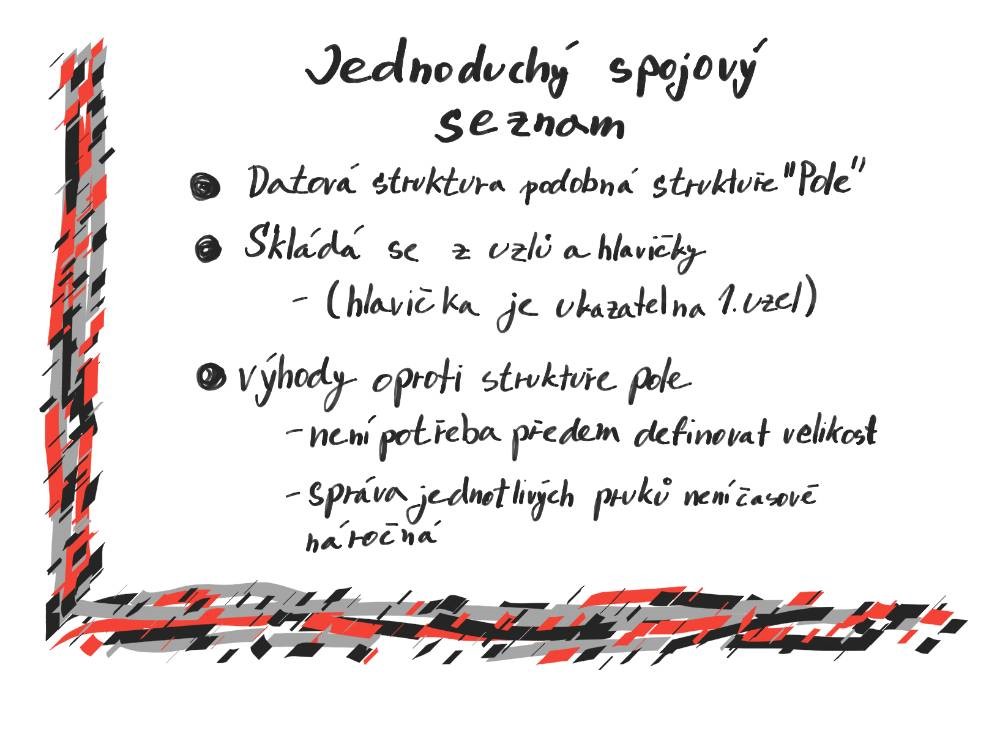 Jednoduchý spojový
seznam
Datová struktura podobná struktuře "Pole"
Skládá se z uzlů a hlavičky
- (hlavička je ukazatel na 1. uzel)
výhody oproti struktuře pole
- není potřeba předem definovat velikost
- správa jednotlivých prvků není časově
náročná